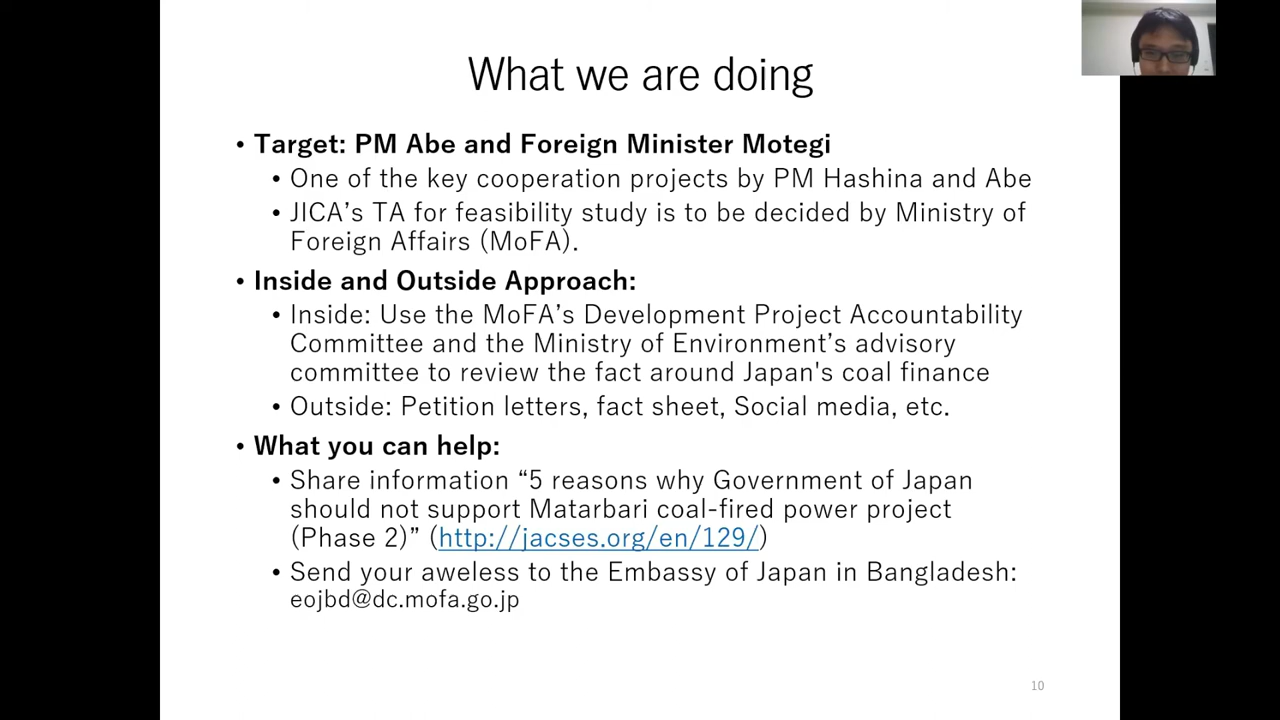 What we are doing
• Target: PM Abe and Foreign Minister Motegi
• One of the key cooperation projects by PM Hashina and Abe
• JICA’s TA for feasibility study is to be decided by Ministry of
Foreign Affairs (MoFA).
• Inside and Outside Approach:
• Inside: Use the MoFA’s Development Project Accountability
Committee and the Ministry of Environment’s advisory
committee to review the fact around Japan's coal finance
• Outside: Petition letters, fact sheet, Social media, etc.
• What you can help:
• Share information “5 reasons why Government of Japan
should not support Matarbari coal-fired power project
(Phase 2)” (http://jacses.org/en/129/)
• Send your aweless to the Embassy of Japan in Bangladesh:
eojbd@dc.mofa.go.jp
10